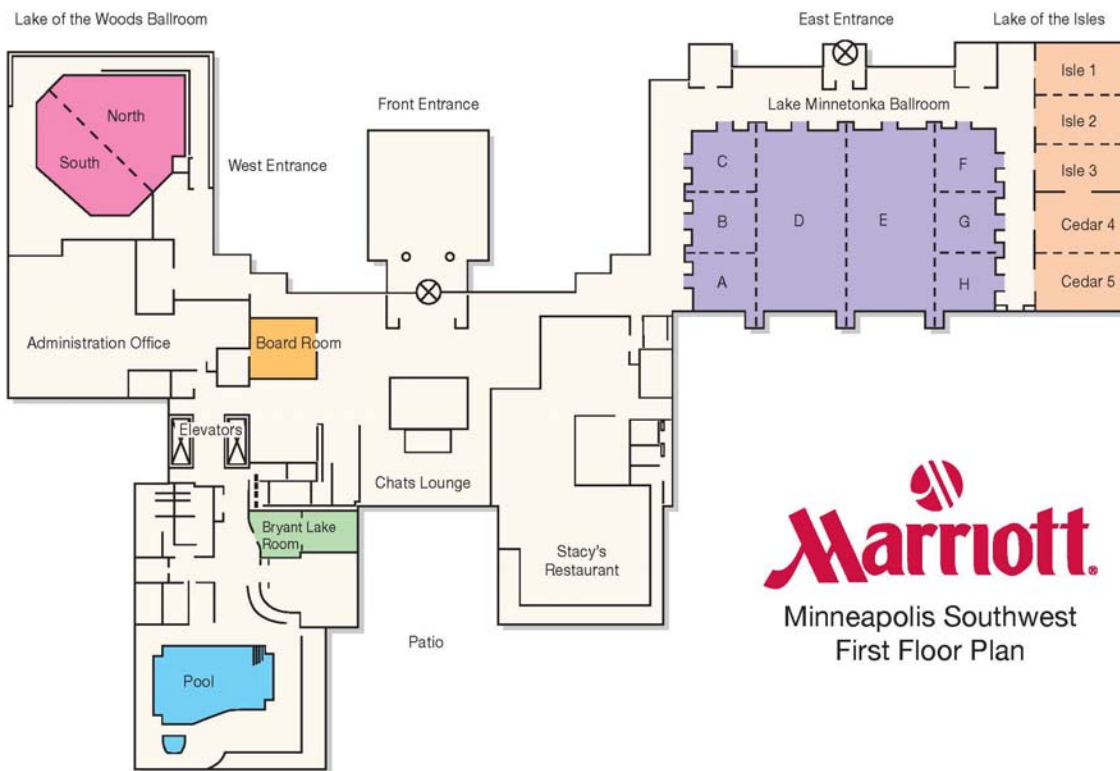 Lake of the Woods Ballroom
East Entrance
Lake of the Isles
North
South
West Entrance
Front Entrance
Lake Minnetonka Ballroom
Isle 1
Isle 2
Isle 3
Cedar 4
Cedar 5
C
B
A
D
E
F
G
H
Administration Office
Board Room
Elevators
Chats Lounge
Bryant Lake
Room
Stacy's
Restaurant
Patio
Pool
Marriott®
Minneapolis Southwest
First Floor Plan